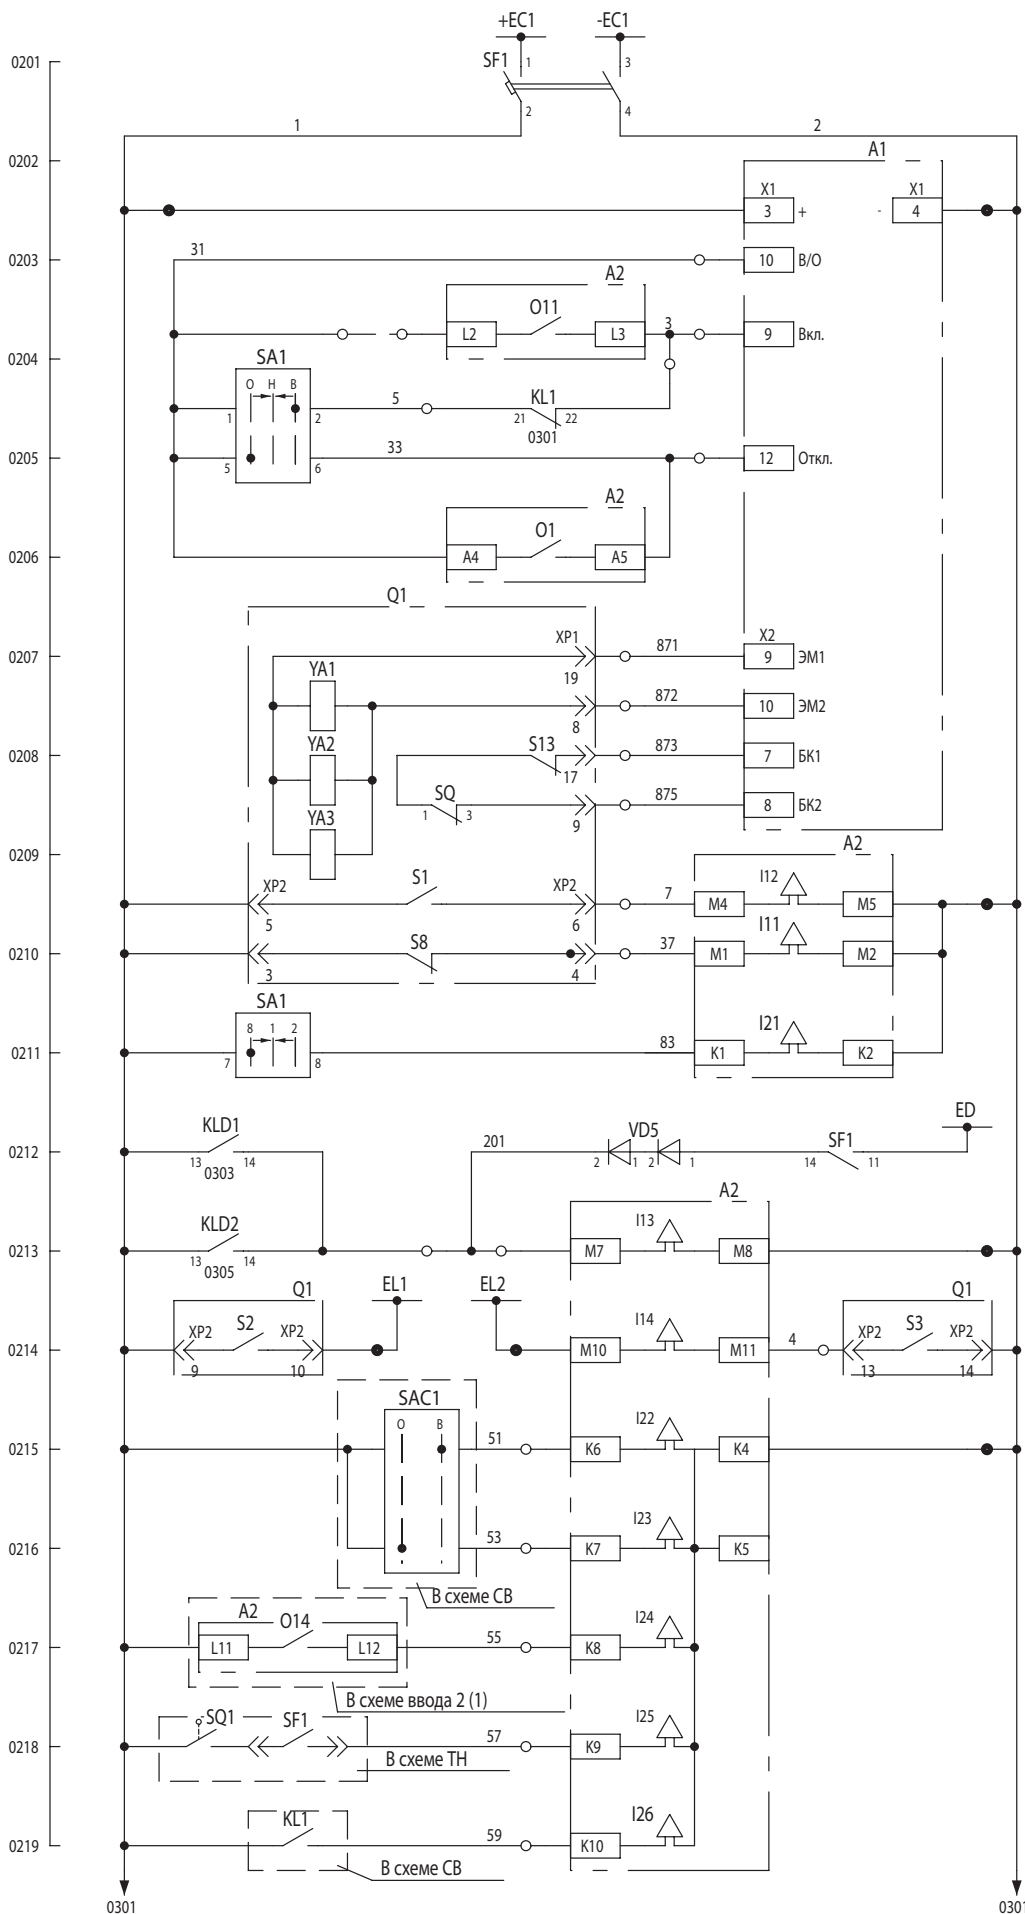 +EC1 -EC1
0201 SF1 1 3
2 4
1 2
0202 A1
X1 X1
3 + - 4
0203 31 10 В/О
A2
O11
L2 L3 3 9 Вкл.
0204 SA1
О Н В
1 2 5 21 KL1 22
0301
0205 5 6 33 12 Откл.
A2
O1
0206 A4 A5
Q1
0207 XP1 871 X2
19 9 ЭМ1
YA1 872 10 ЭМ2
8
0208 YA2 S13 17 873 7 БК1
SQ 875 8 БК2
1 3 9
YA3
0209 A2
XP2 S1 XP2 7 M4 I12 M5
5 6
0210 S8 37 M1 I11 M2
3 4
SA1
8 1 2 I21
0211 7 8 83 K1 K2
KLD1 ED
0212 13 14 201 2 VD5 1 2 1 14 SF1 11
0303
A2
KLD2 I13
0213 13 14 M7 M8
0305
Q1 EL1 EL2 Q1
0214 XP2 S2 XP2 M10 I14 M11 4 XP2 S3 XP2
9 10 13 14
SAC1
О В I22
0215 51 K6 K4
I23
0216 53 K7 K5
В схеме СВ
A2 O14 I24
0217 L11 L12 55 K8
В схеме ввода 2 (1)
SQ1 SF1 I25
0218 57 K9
В схеме ТН
KL1 I26
0219 59 K10
В схеме СВ
0301 0301